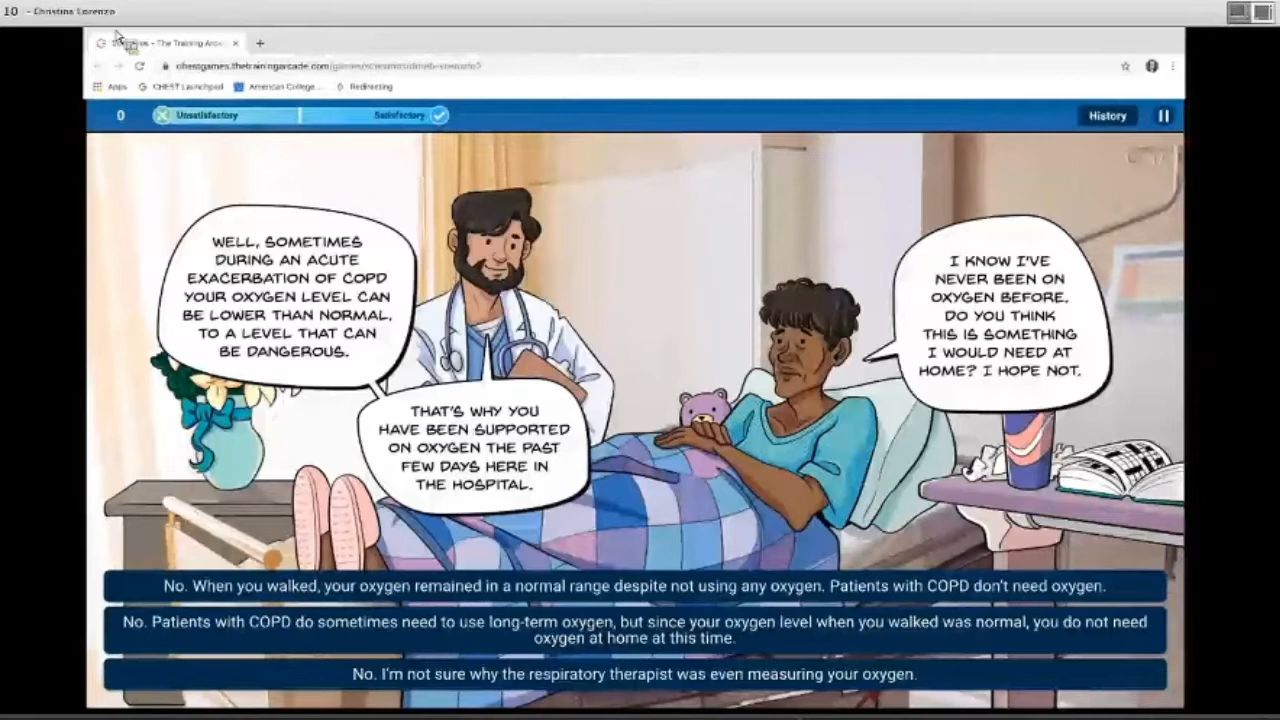 10 - Christina Lorenzo
- The Training Arc
chestgames.thetrainingarcade.com/games/
Apps CHEST Launchpad American College... Redirecting
0 Unsatisfactory Satisfactory History
WELL, SOMETIMES
DURING AN ACUTE
EXACERBATION OF COPD
YOUR OXYGEN LEVEL CAN
BE LOWER THAN NORMAL,
TO A LEVEL THAT CAN
BE DANGEROUS.
THAT'S WHY YOU
HAVE BEEN SUPPORTED
ON OXYGEN THE PAST
FEW DAYS HERE IN
THE HOSPITAL.
I KNOW I'VE
NEVER BEEN ON
OXYGEN BEFORE.
DO YOU THINK
THIS IS SOMETHING
I WOULD NEED AT
HOME? I HOPE NOT.
No. When you walked, your oxygen remained in a normal range despite not using any oxygen. Patients with COPD don't need oxygen.
No. Patients with COPD do sometimes need to use long-term oxygen, but since your oxygen level when you walked was normal, you do not need
oxygen at home at this time.
No. I'm not sure why the respiratory therapist was even measuring your oxygen.